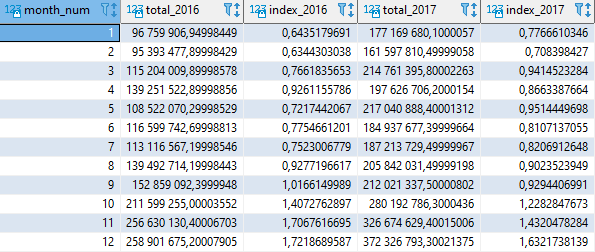 123 month_num 123 total_2016 123 index_2016 123 total_2017 123 index_2017
1 96 759 906,94998449 0,6435179691 177 169 680,1000057 0,7766610346
2 95 393 477,89998429 0,6344303038 161 597 810,49999058 0,708398427
3 115 204 009,89998578 0,7661835653 214 761 395,80002263 0,9414523284
4 139 251 522,89998856 0,9261155786 197 626 706,2000154 0,8663387664
5 108 522 070,29998529 0,7217442067 217 040 888,40001312 0,9514449698
6 116 599 742,69998813 0,7754661201 184 937 677,39999664 0,8107137055
7 113 116 567,19998546 0,7523006779 187 213 729,49999967 0,8206912648
8 139 492 714,19998443 0,9277196617 205 842 031,49999198 0,9023523949
9 152 859 092,3999948 1,0166149989 212 021 337,50000802 0,9294406991
10 211 599 255,00003552 1,4072762897 280 192 786,3000436 1,2282847673
11 256 630 130,40006703 1,7067616695 326 674 629,40015006 1,4320478284
12 258 901 675,20007905 1,7218689587 372 326 793,30021375 1,6321738139